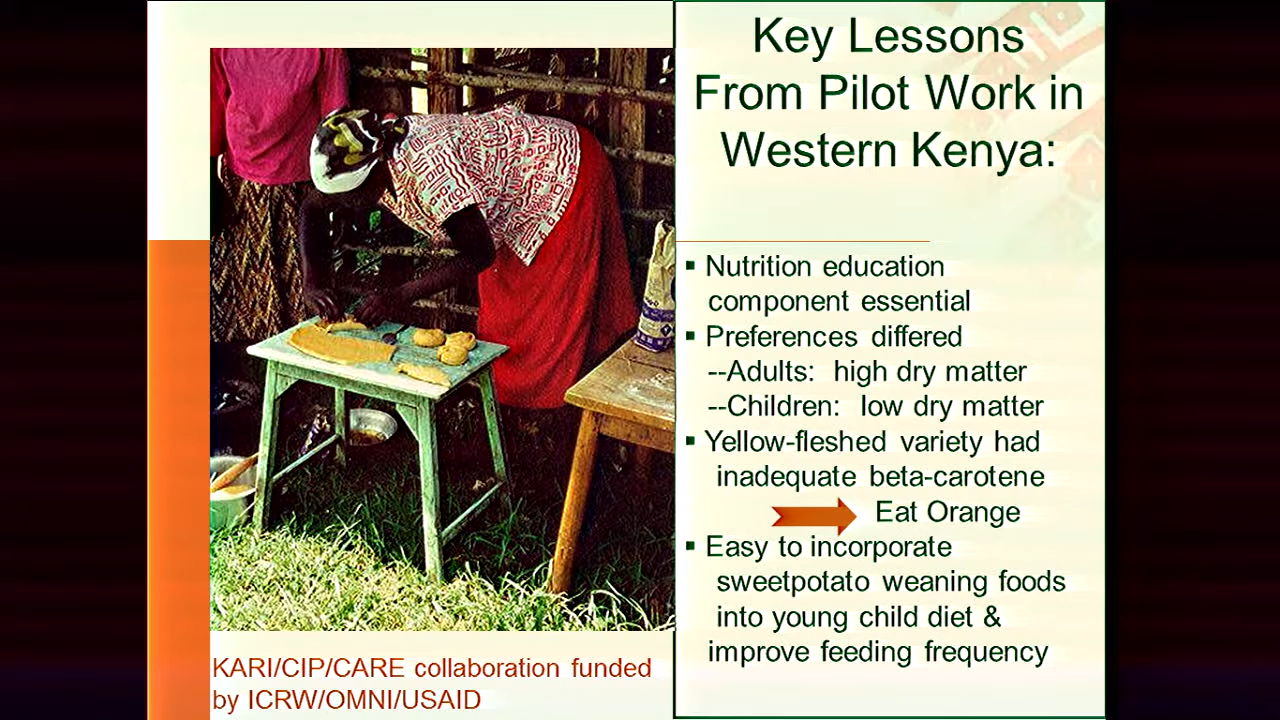 Key Lessons
From Pilot Work in
Western Kenya:
▪ Nutrition education
component essential
▪ Preferences differed
--Adults: high dry matter
--Children: low dry matter
▪ Yellow-fleshed variety had
inadequate beta-carotene
Eat Orange
▪ Easy to incorporate
sweetpotato weaning foods
into young child diet &
improve feeding frequency
KARI/CIP/CARE collaboration funded
by ICRW/OMNI/USAID